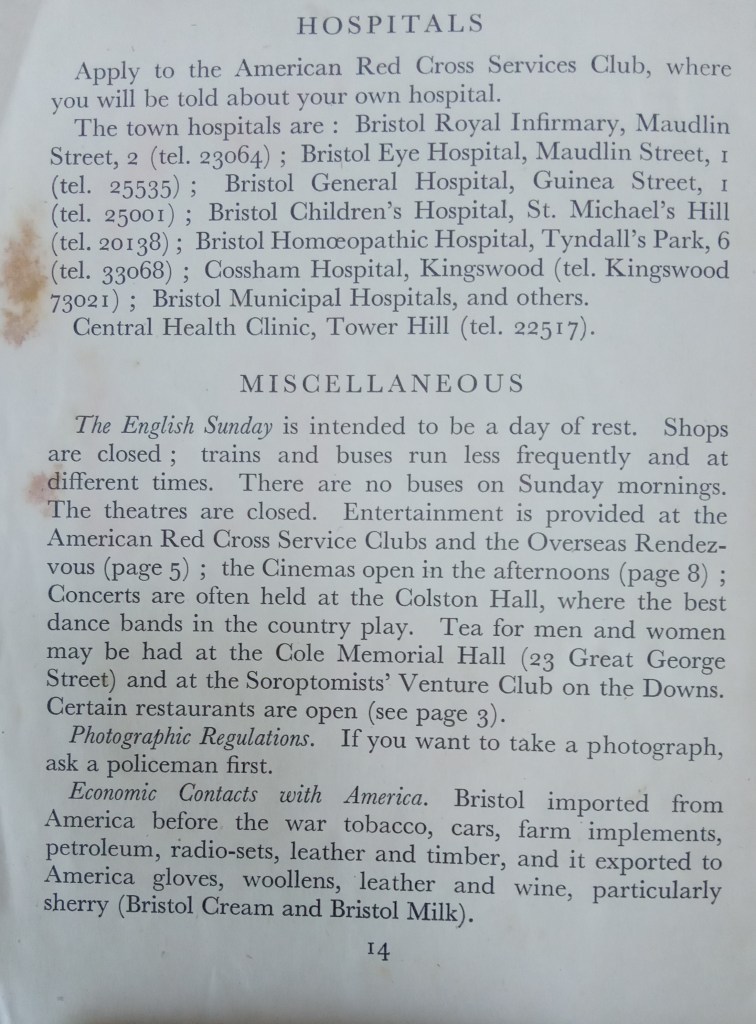 HOSPITALS
Apply to the American Red Cross Services Club, where
you will be told about your own hospital.
The town hospitals are : Bristol Royal Infirmary, Maudlin
Street, 2 (tel. 23064) ; Bristol Eye Hospital, Maudlin Street, 1
(tel. 25535) ; Bristol General Hospital, Guinea Street, 1
(tel. 25001) ; Bristol Children's Hospital, St. Michael's Hill
(tel. 20138) ; Bristol Homœopathic Hospital, Tyndall's Park, 6
(tel. 33068) ; Cossham Hospital, Kingswood (tel. Kingswood
73021) ; Bristol Municipal Hospitals, and others.
Central Health Clinic, Tower Hill (tel. 22517).
MISCELLANEOUS
The English Sunday is intended to be a day of rest. Shops
are closed ; trains and buses run less frequently and at
different times. There are no buses on Sunday mornings.
The theatres are closed. Entertainment is provided at the
American Red Cross Service Clubs and the Overseas Rendez-
vous (page 5) ; the Cinemas open in the afternoons (page 8) ;
Concerts are often held at the Colston Hall, where the best
dance bands in the country play. Tea for men and women
may be had at the Cole Memorial Hall (23 Great George
Street) and at the Soroptomists' Venture Club on the Downs.
Certain restaurants are open (see page 3).
Photographic Regulations. If you want to take a photograph,
ask a policeman first.
Economic Contacts with America. Bristol imported from
America before the war tobacco, cars, farm implements,
petroleum, radio-sets, leather and timber, and it exported to
America gloves, woollens, leather and wine, particularly
sherry (Bristol Cream and Bristol Milk).
14